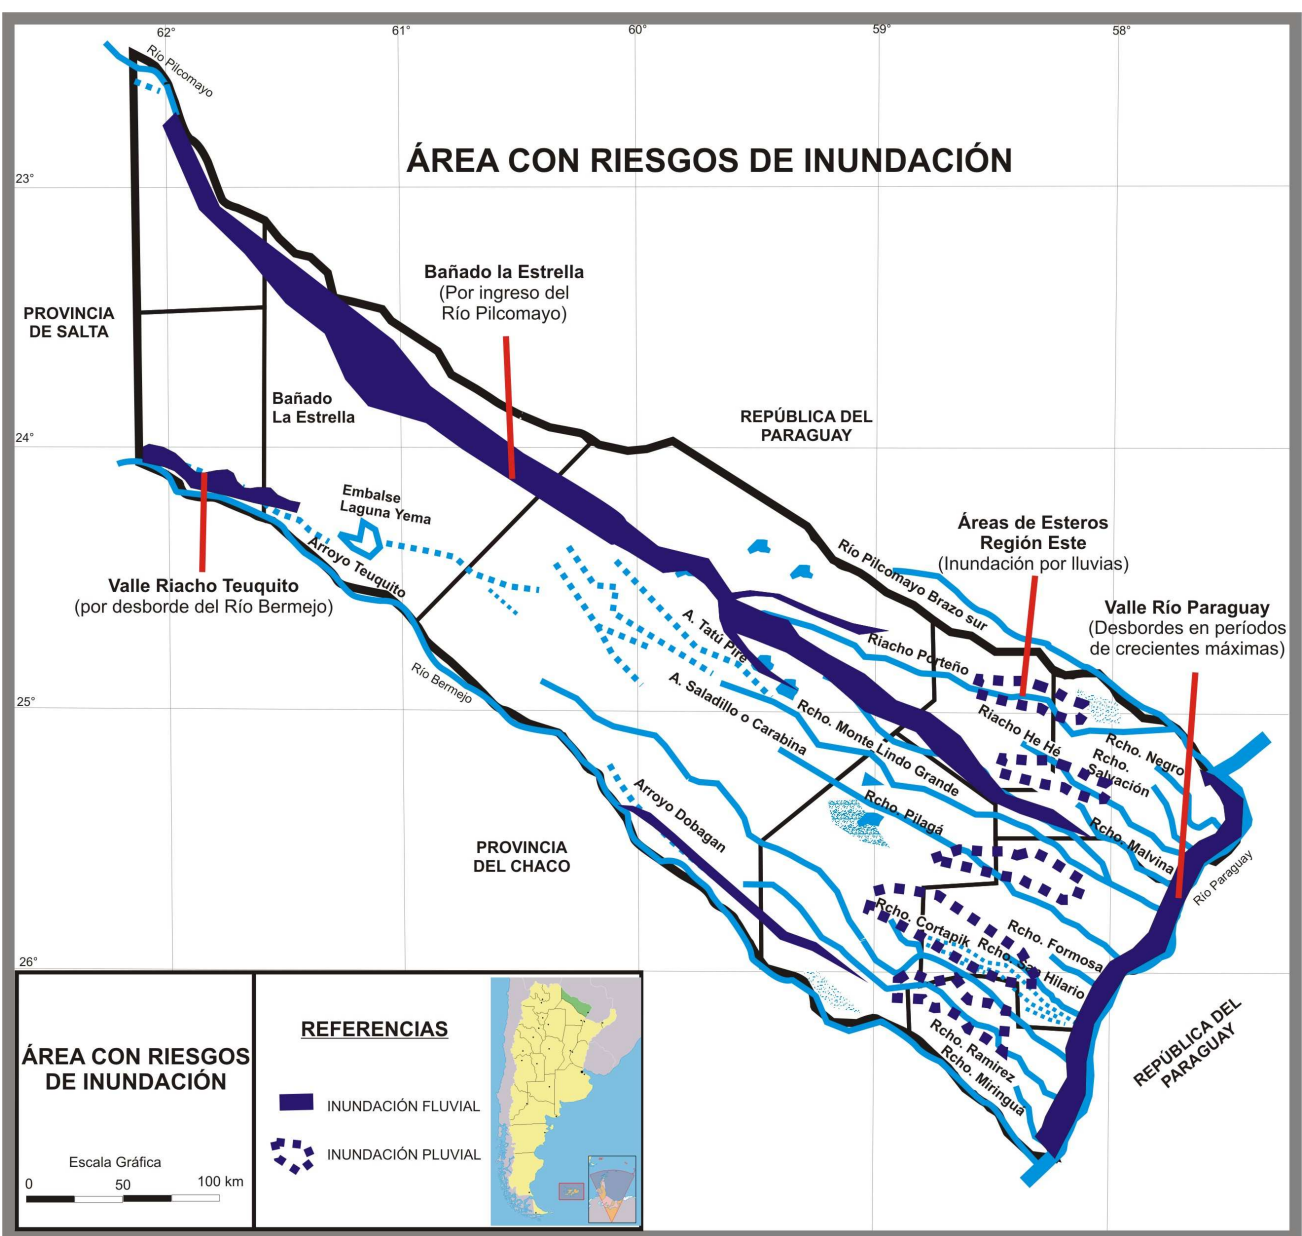 62°
61°
60°
59°
58°
Río Pilcomayo
ÁREA CON RIESGOS DE INUNDACIÓN
23°
Bañado la Estrella
(Por ingreso del
Río Pilcomayo)
PROVINCIA
DE SALTA
Bañado
La Estrella
REPÚBLICA DEL
PARAGUAY
24°
Embalse
Laguna Yema
Arroyo Teuquito
Valle Riacho Teuquito
(por desborde del Río Bermejo)
Áreas de Esteros
Región Este
(Inundación por lluvias)
Río Pilcomayo Brazo sur
Valle Río Paraguay
(Desbordes en períodos
de crecientes máximas)
A. Tatú Piré
Riacho Porteño
Río Bermejo
A. Saladillo o Carabina
Rcho. Monte Lindo Grande
25°
Riacho He Hé
Rcho. Negro
Rcho.
Salvación
Arroyo Dobagan
Rcho. Pilagá
Rcho. Malvina
PROVINCIA
DEL CHACO
Río Paraguay
Rcho. Cortapik
Rcho. Formosa
Rcho. San Hilario
26°
Rcho. Ramirez
Rcho. Miringua
REPÚBLICA DEL
PARAGUAY
ÁREA CON RIESGOS
DE INUNDACIÓN
Escala Gráfica
0 50 100 km
REFERENCIAS
INUNDACIÓN FLUVIAL
INUNDACIÓN PLUVIAL